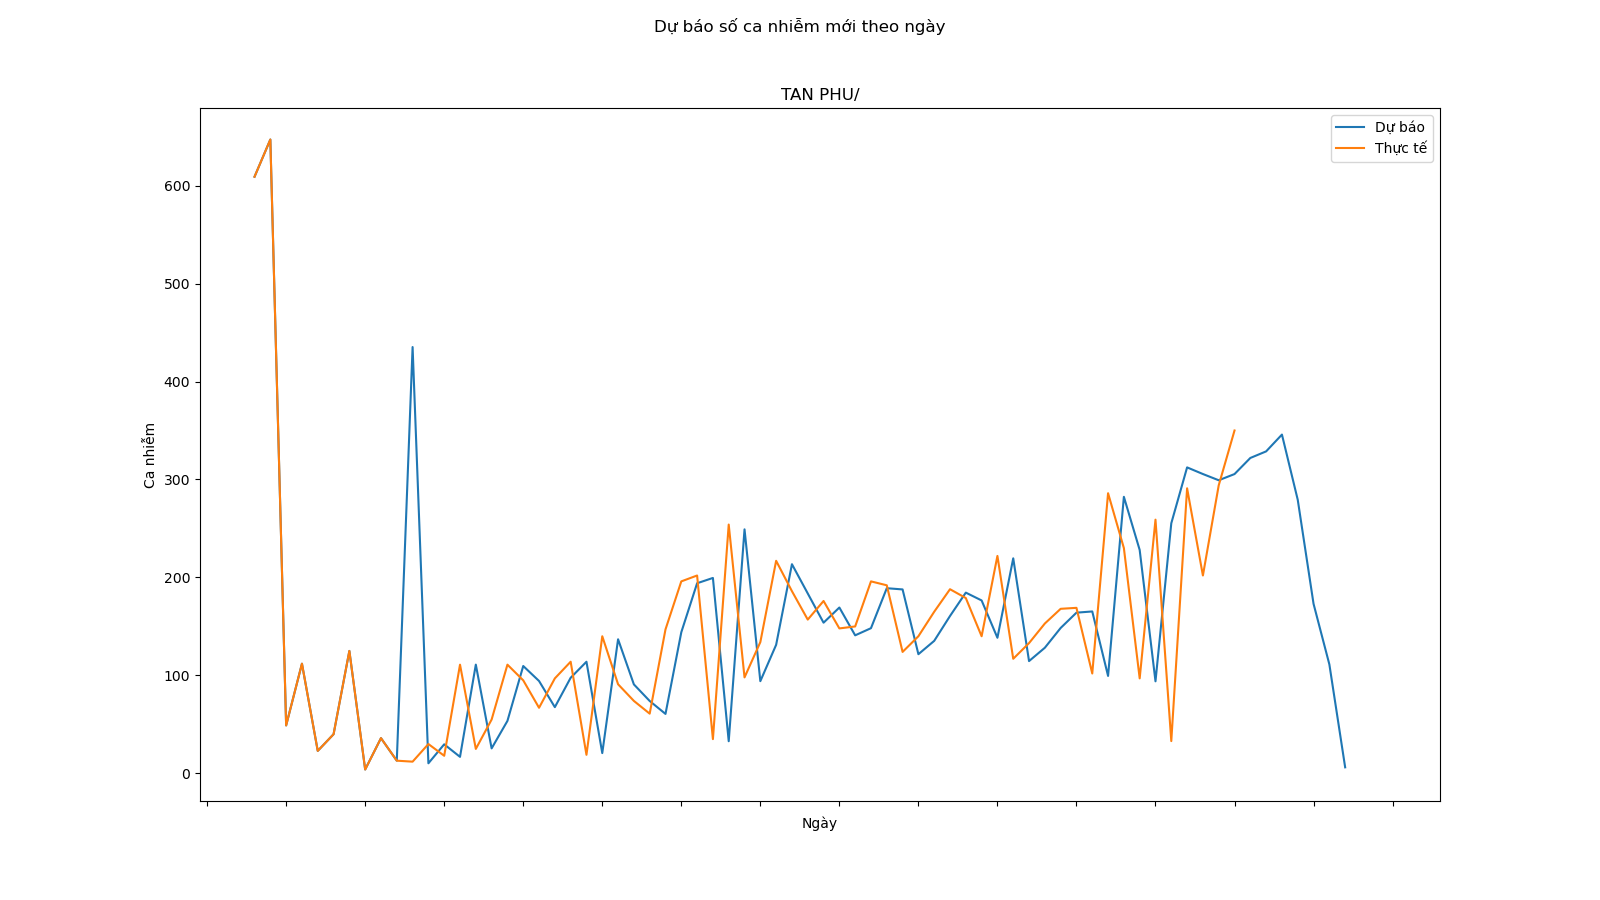 Dự báo số ca nhiễm mới theo ngày
TAN PHU/
Dự báo
Thực tế
600
500
400
300
200
100
0
Ca nhiễm
Ngày